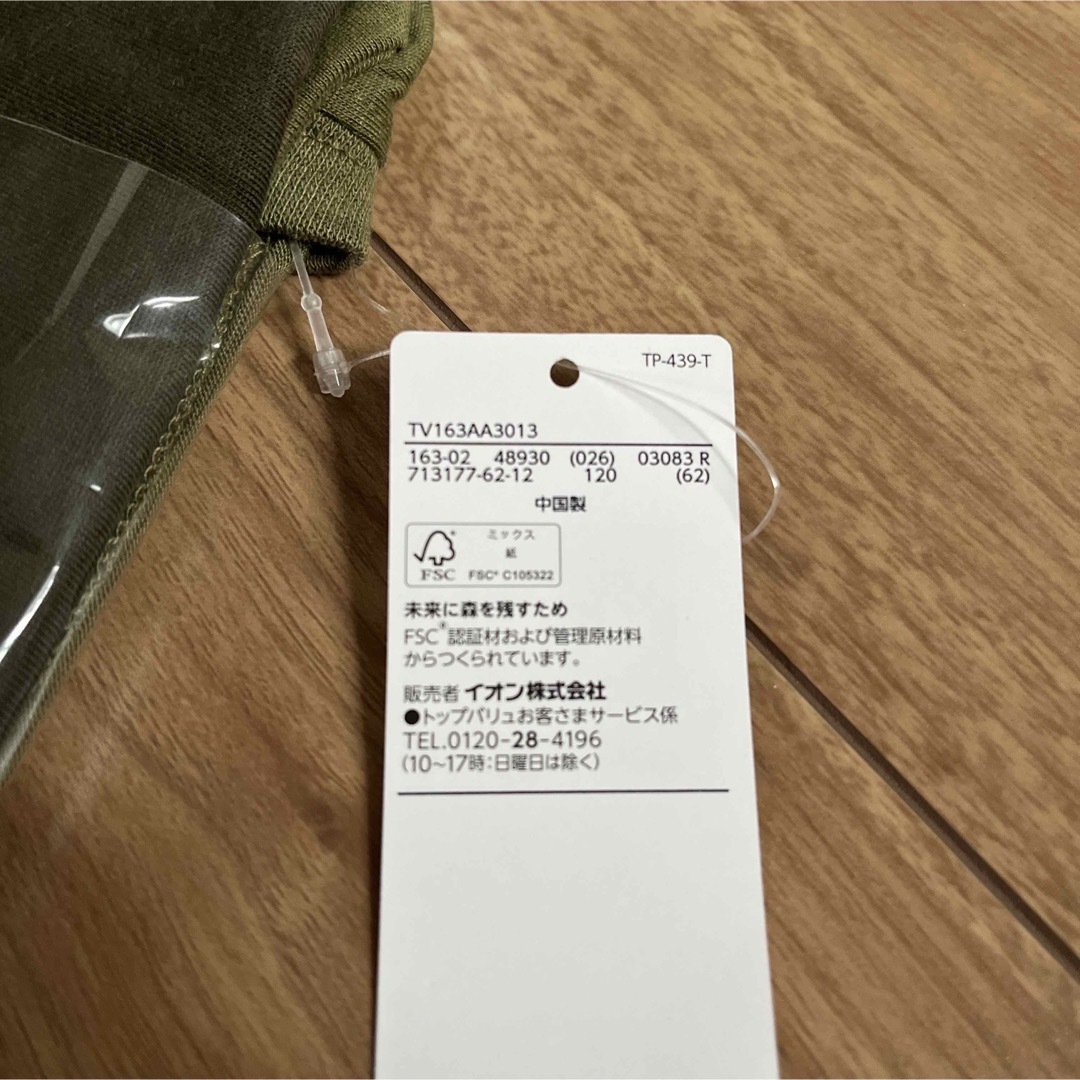 TP-439-T
TV163AA3013
163-02 48930 (026) 03083 R
713177-62-12 120 (62)
中国製
ミックス
紙
FSC® C105322
FSC
未来に森を残すため
FSC®認証材および管理原材料
からつくられています。
販売者 イオン株式会社
●トップバリュお客さまサービス係
TEL.0120-28-4196
(10~17時:日曜日は除く)